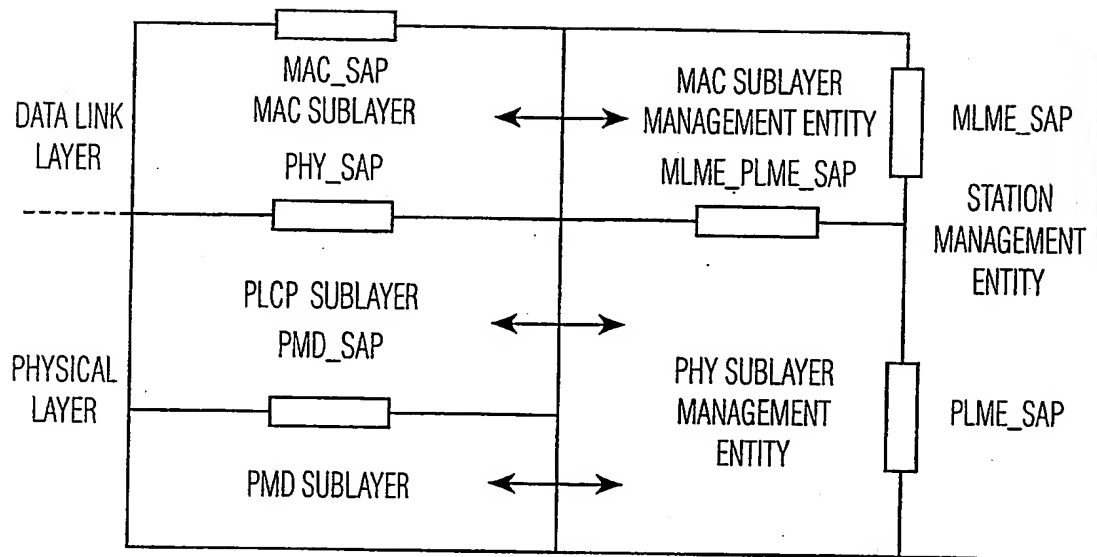 MAC_SAP
MAC SUBLAYER
DATA LINK
LAYER
PHY_SAP
MAC SUBLAYER
MANAGEMENT ENTITY
MLME_SAP
MLME_PLME_SAP
STATION
MANAGEMENT
ENTITY
PLCP SUBLAYER
PMD_SAP
PHYSICAL
LAYER
PHY SUBLAYER
MANAGEMENT
ENTITY
PLME_SAP
PMD SUBLAYER